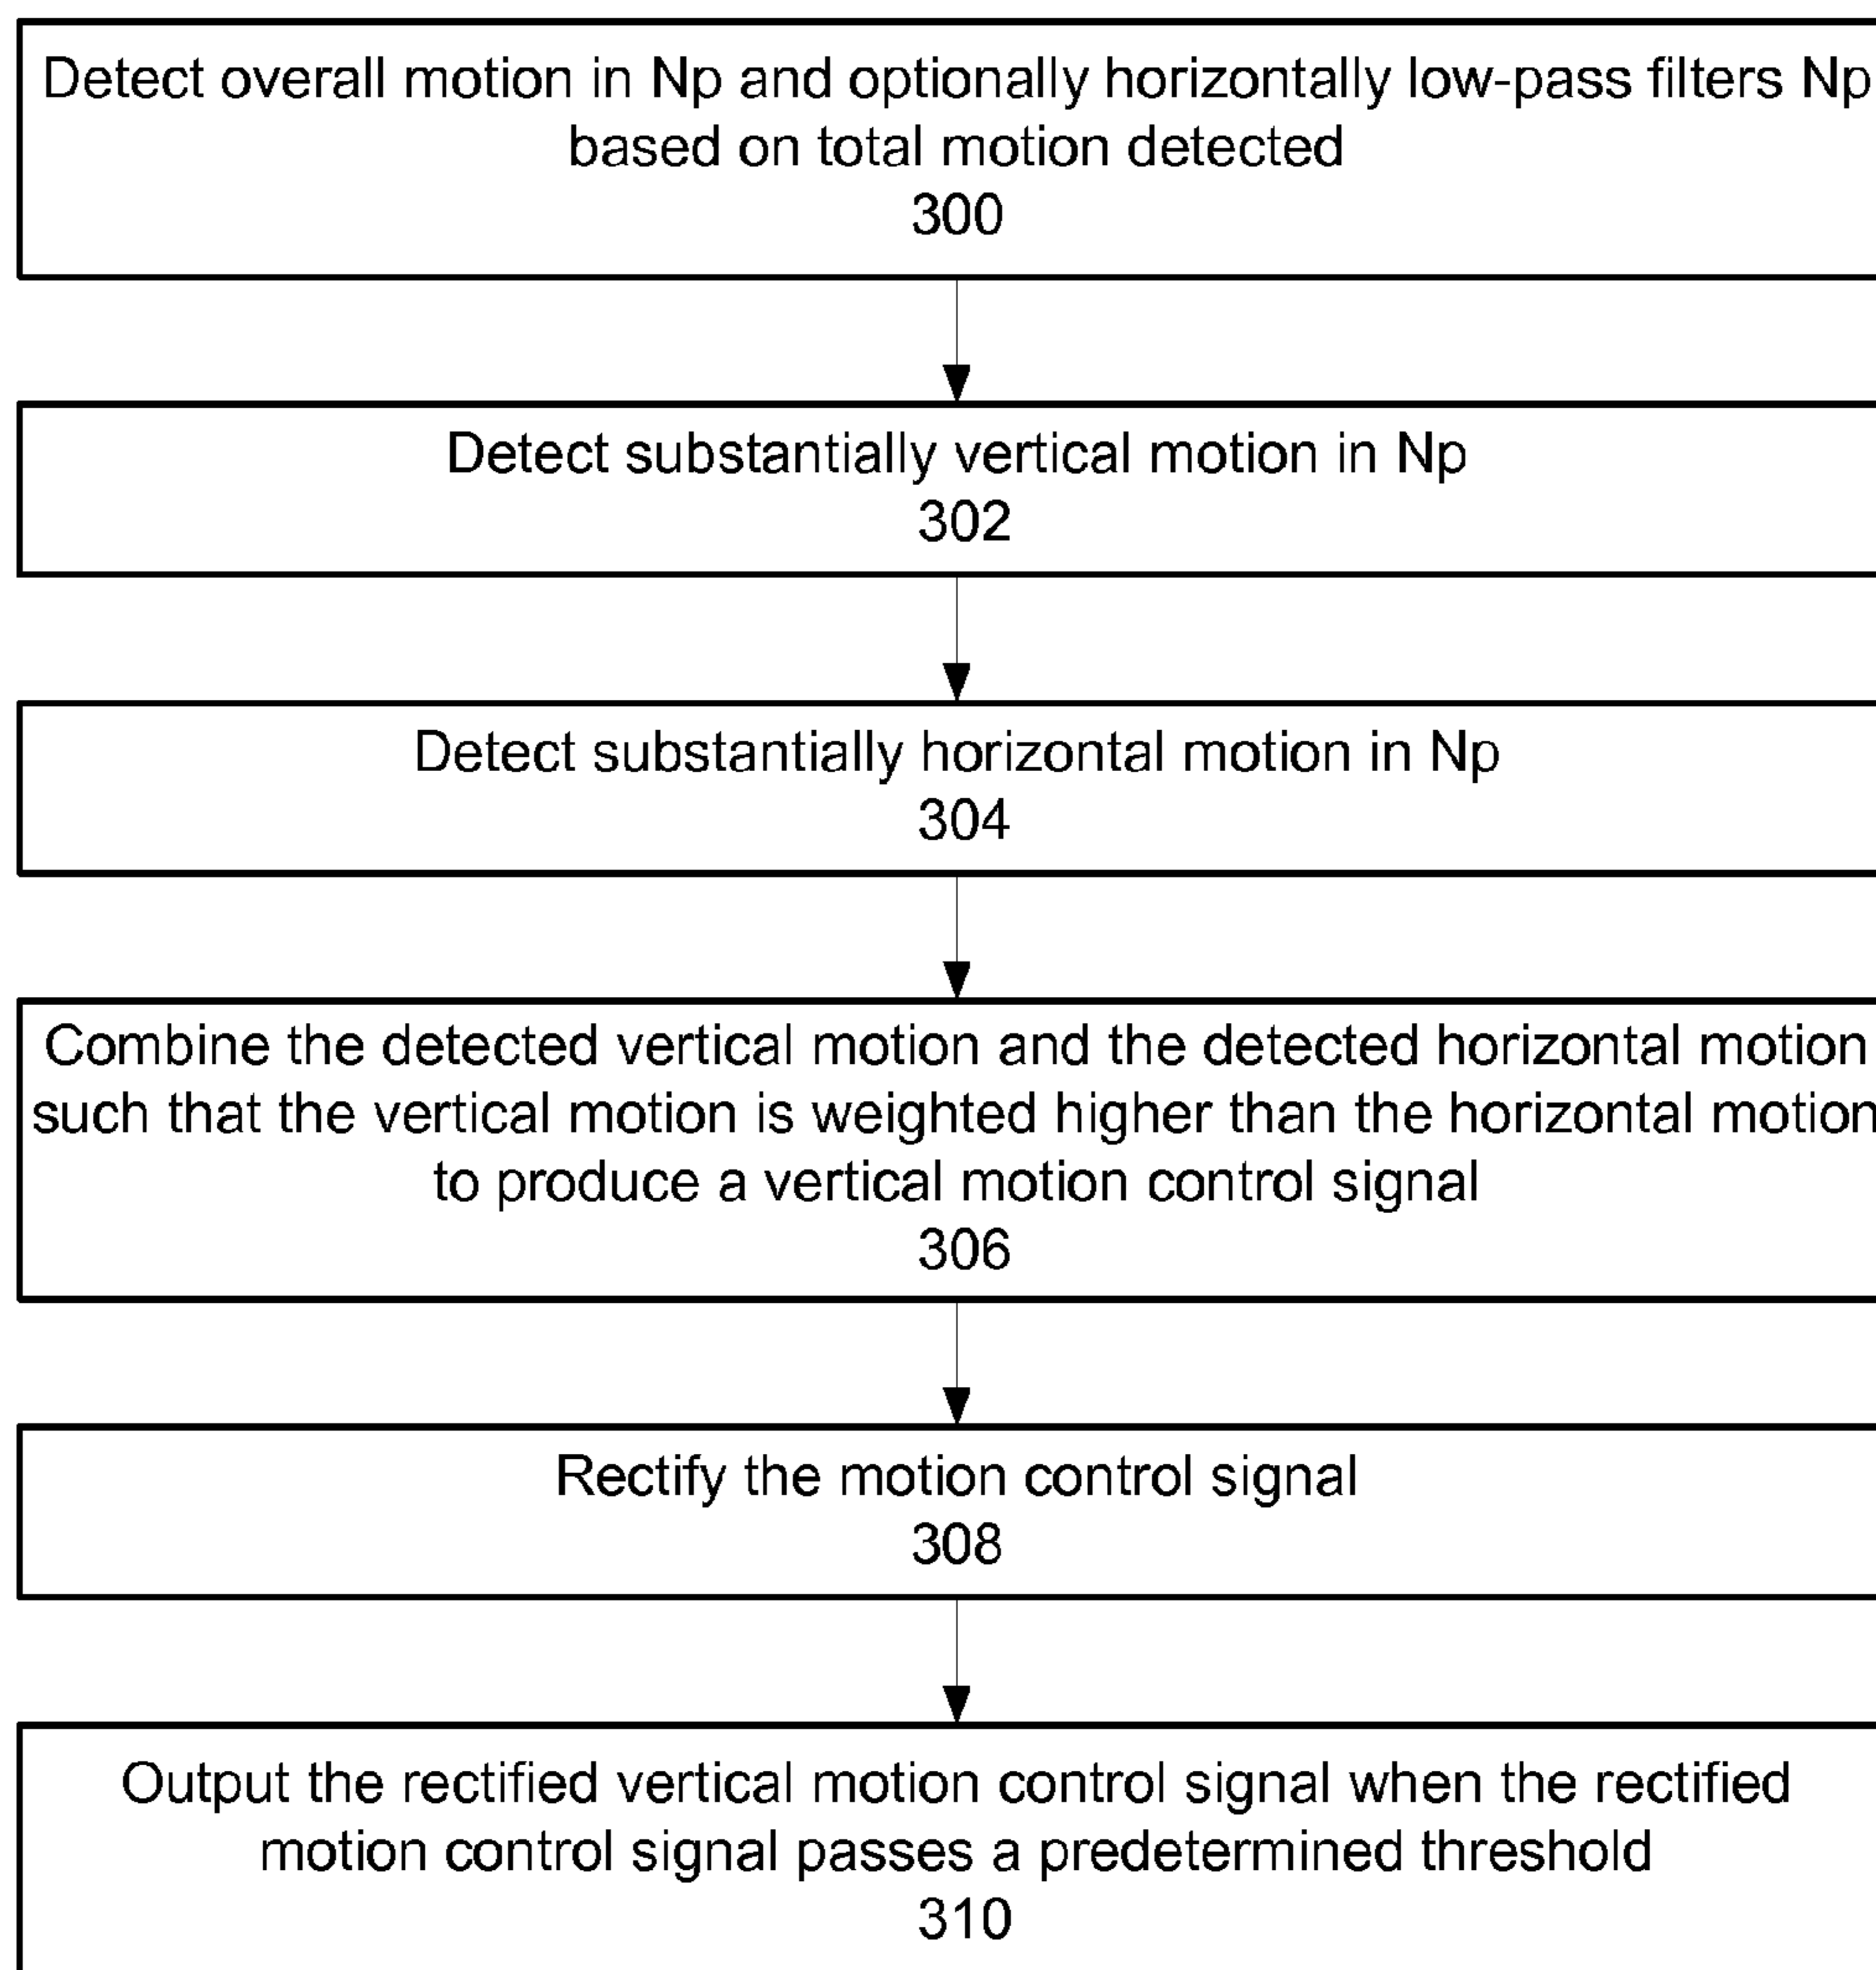 Detect overall motion in Np and optionally horizontally low-pass filters Np
based on total motion detected
300
Detect substantially vertical motion in Np
302
Detect substantially horizontal motion in Np
304
Combine the detected vertical motion and the detected horizontal motion
such that the vertical motion is weighted higher than the horizontal motion
to produce a vertical motion control signal
306
Rectify the motion control signal
308
Output the rectified vertical motion control signal when the rectified
motion control signal passes a predetermined threshold
310